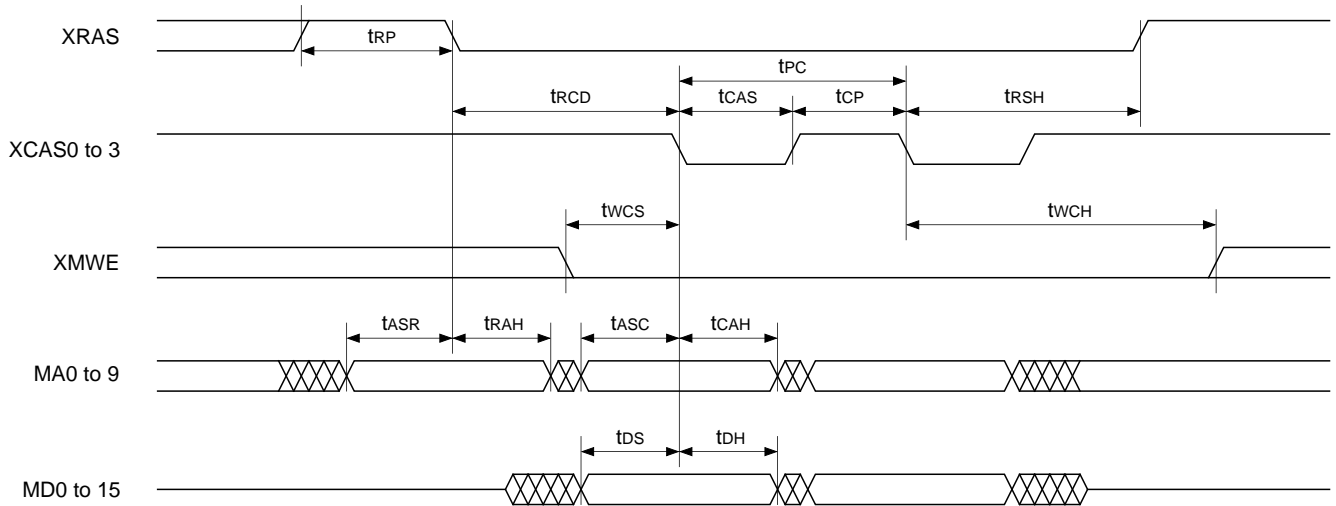 XRAS
tRP
tPC
tRCD
tCAS
tCP
tRSH
XCAS0 to 3
tWCS
tWCH
XMWE
tASR
tRAH
tASC
tCAH
MA0 to 9
tDS
tDH
MD0 to 15